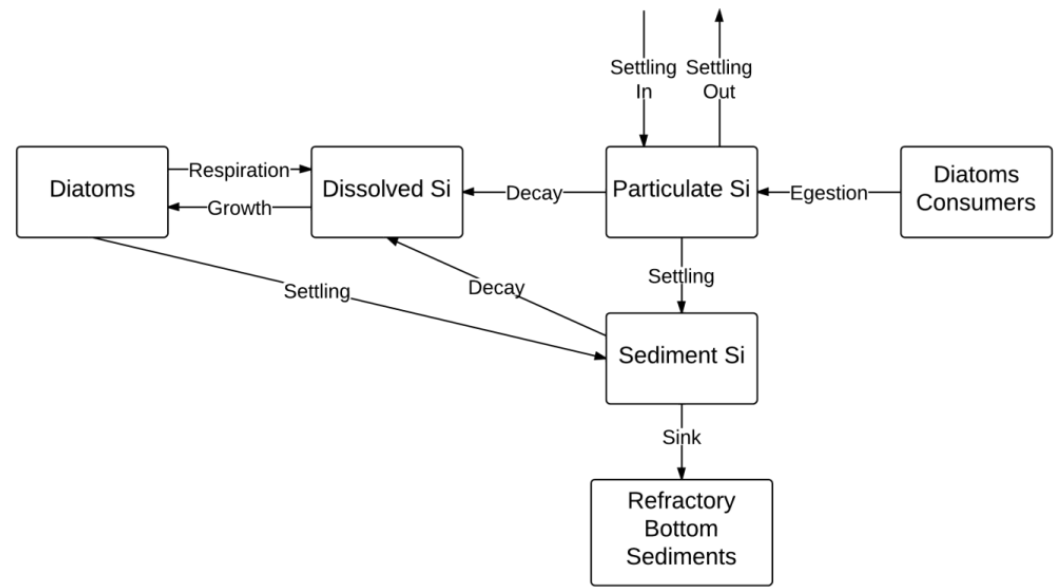 Settling
In
Settling
Out
Diatoms
Respiration
Growth
Dissolved Si
Decay
Particulate Si
Egestion
Diatoms
Consumers
Settling
Decay
Settling
Sediment Si
Sink
Refractory
Bottom
Sediments